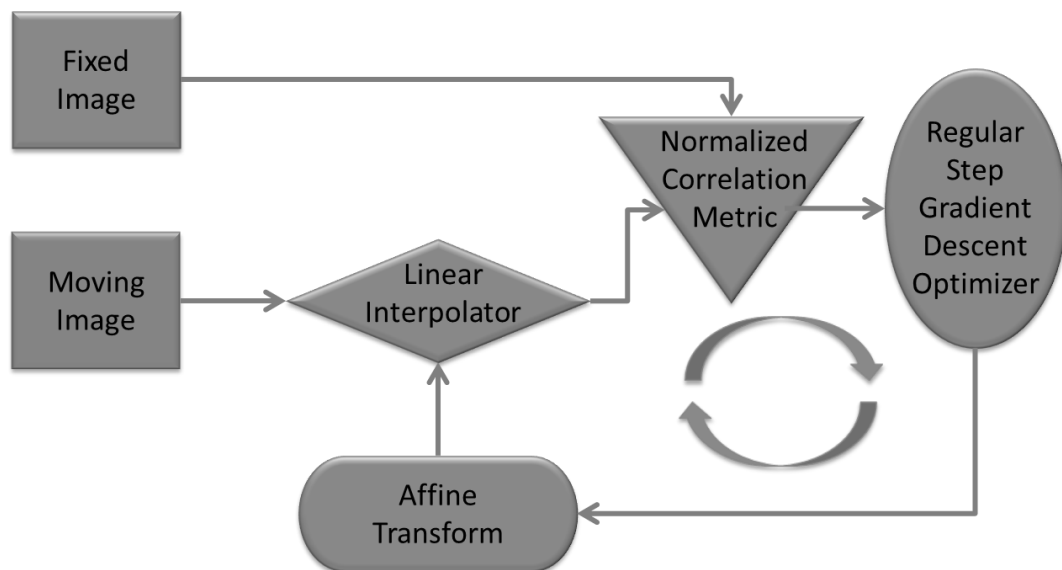 Fixed
Image
Normalized
Correlation
Metric
Regular
Step
Gradient
Descent
Optimizer
Moving
Image
Linear
Interpolator
Affine
Transform